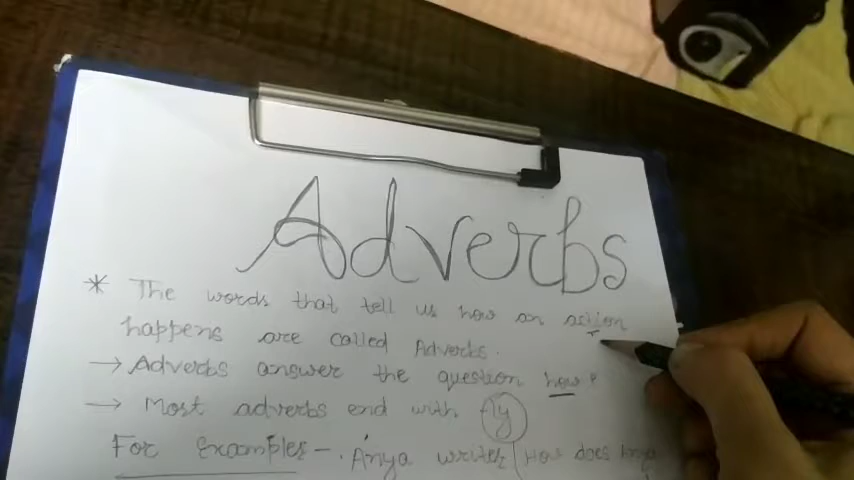 Adverbs
* The words that tell us how an action
happens are called Adverbs.
→ Adverbs answer the question how?
→ Most adverbs end with ly
For Examples - Anya writes (How does Anya